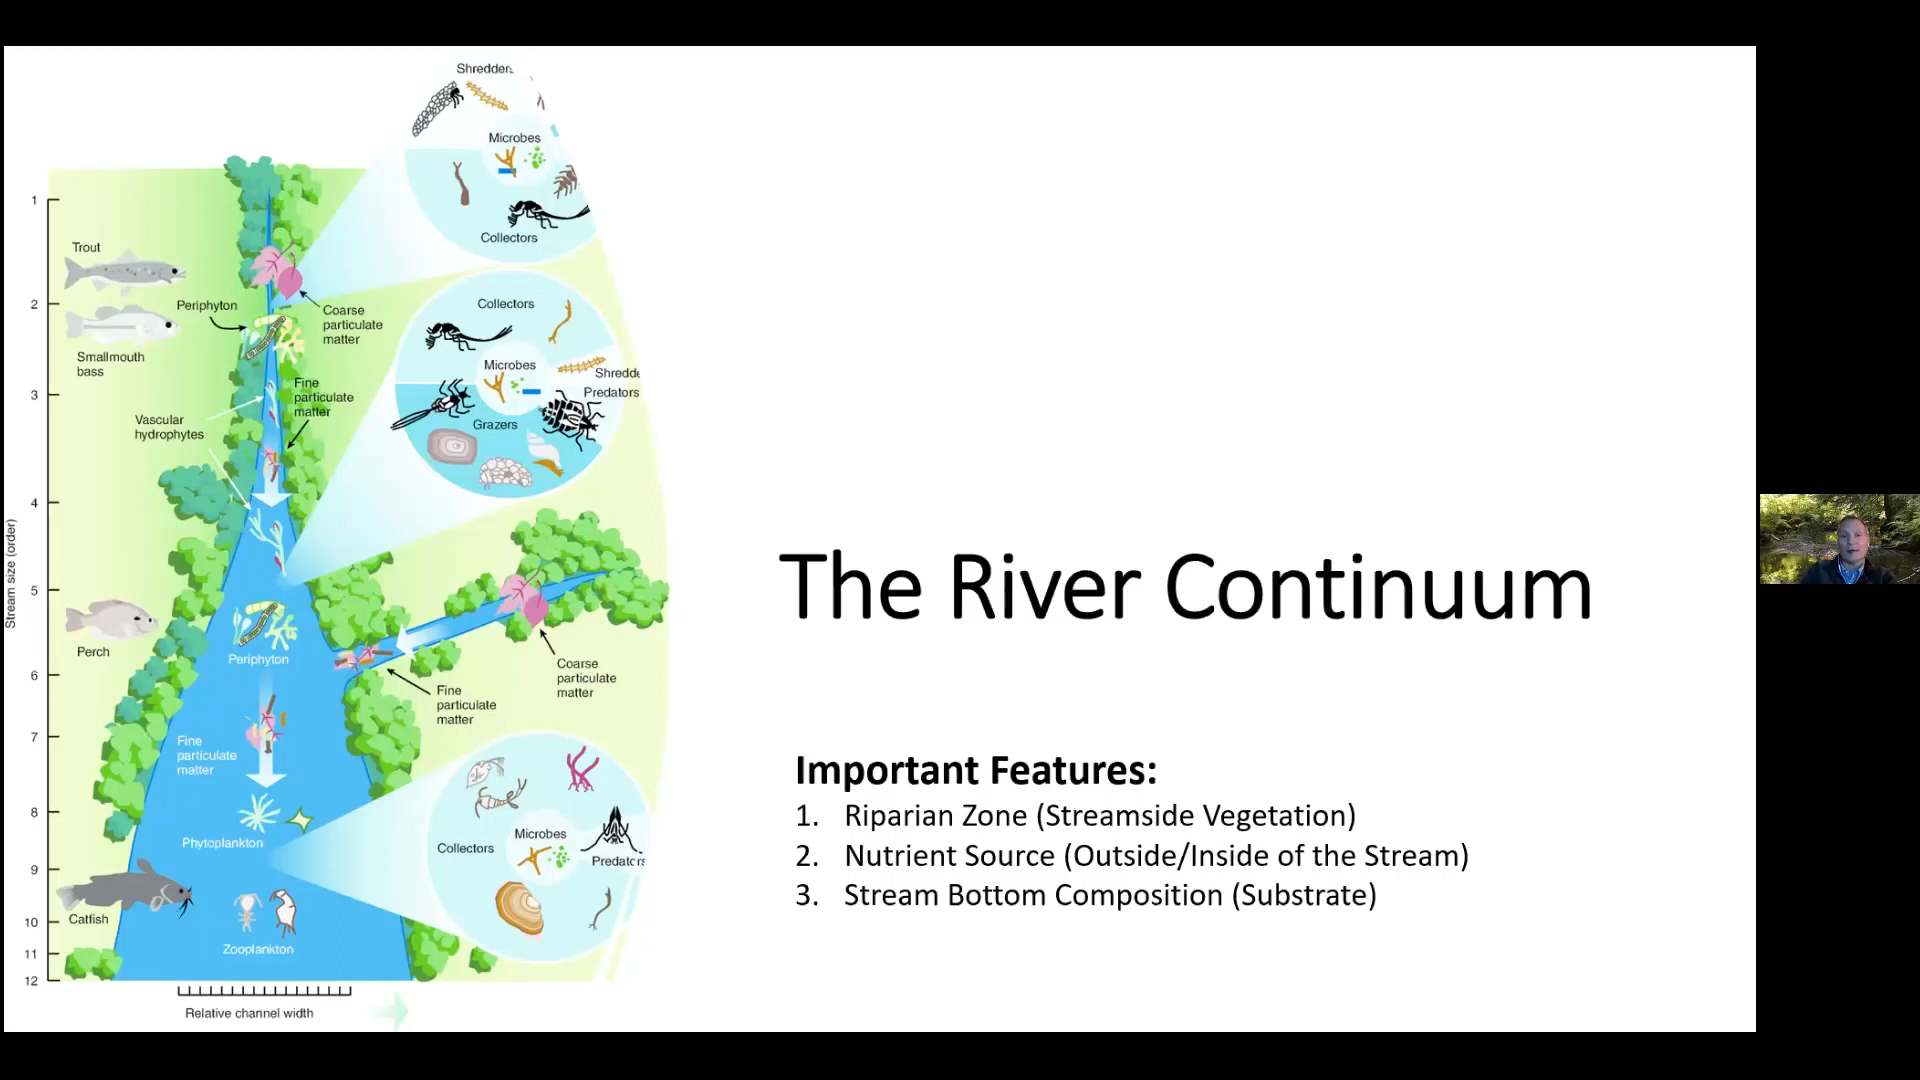 Shredders
Microbes
Collectors
1
Trout
2
Periphyton
Coarse
particulate
matter
Smallmouth
bass
Collectors
Microbes
Shredde
Predators
Grazers
3
Fine
particulate
matter
Vascular
hydrophytes
4
Stream size (order)
5
Perch
Periphyton
6
Coarse
particulate
matter
Fine
particulate
matter
7
Fine
particulate
matter
8
Phytoplankton
Collectors
Microbes
Predators
9
Catfish
10
Zooplankton
11
12
Relative channel width
The River Continuum
Important Features:
1. Riparian Zone (Streamside Vegetation)
2. Nutrient Source (Outside/Inside of the Stream)
3. Stream Bottom Composition (Substrate)